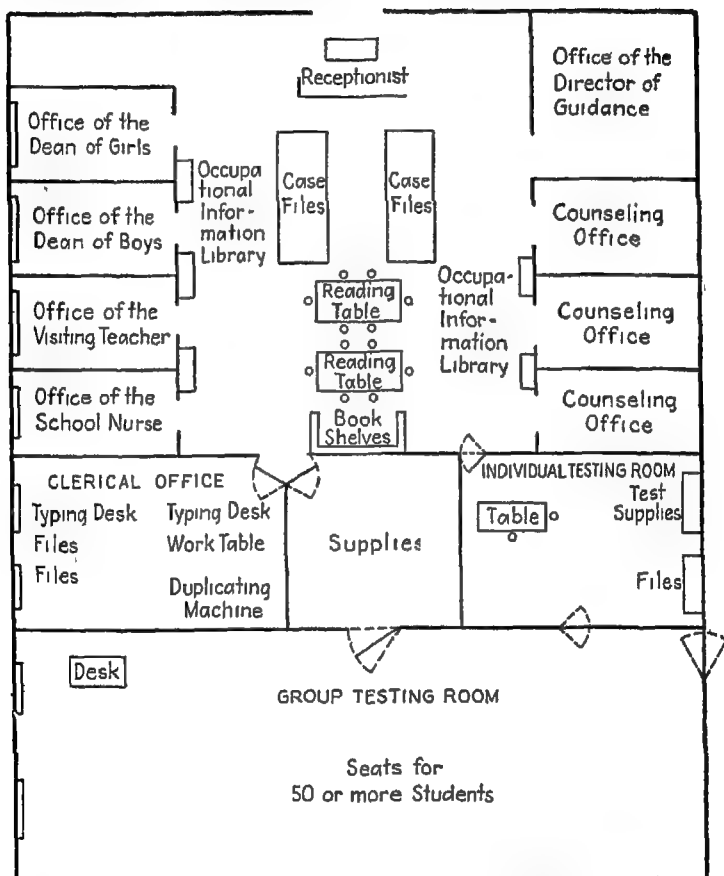 Receptionist
Office of the
Director of
Guidance
Office of the
Dean of Girls
Occupa
tional
Infor-
mation
Library
Case
Files
Case
Files
Counseling
Office
Office of the
Dean of Boys
Reading
Table
Occupa-
tional
Infor-
mation
Library
Counseling
Office
Office of the
Visiting Teacher
Reading
Table
Office of the
School Nurse
Book
Shelves
Counseling
Office
CLERICAL OFFICE
Typing Desk
Files
Files
Typing Desk
Work Table
Duplicating
Machine
Supplies
INDIVIDUAL TESTING ROOM
Test
Supplies
Table
Files
Desk
GROUP TESTING ROOM
Seats for
50 or more Students